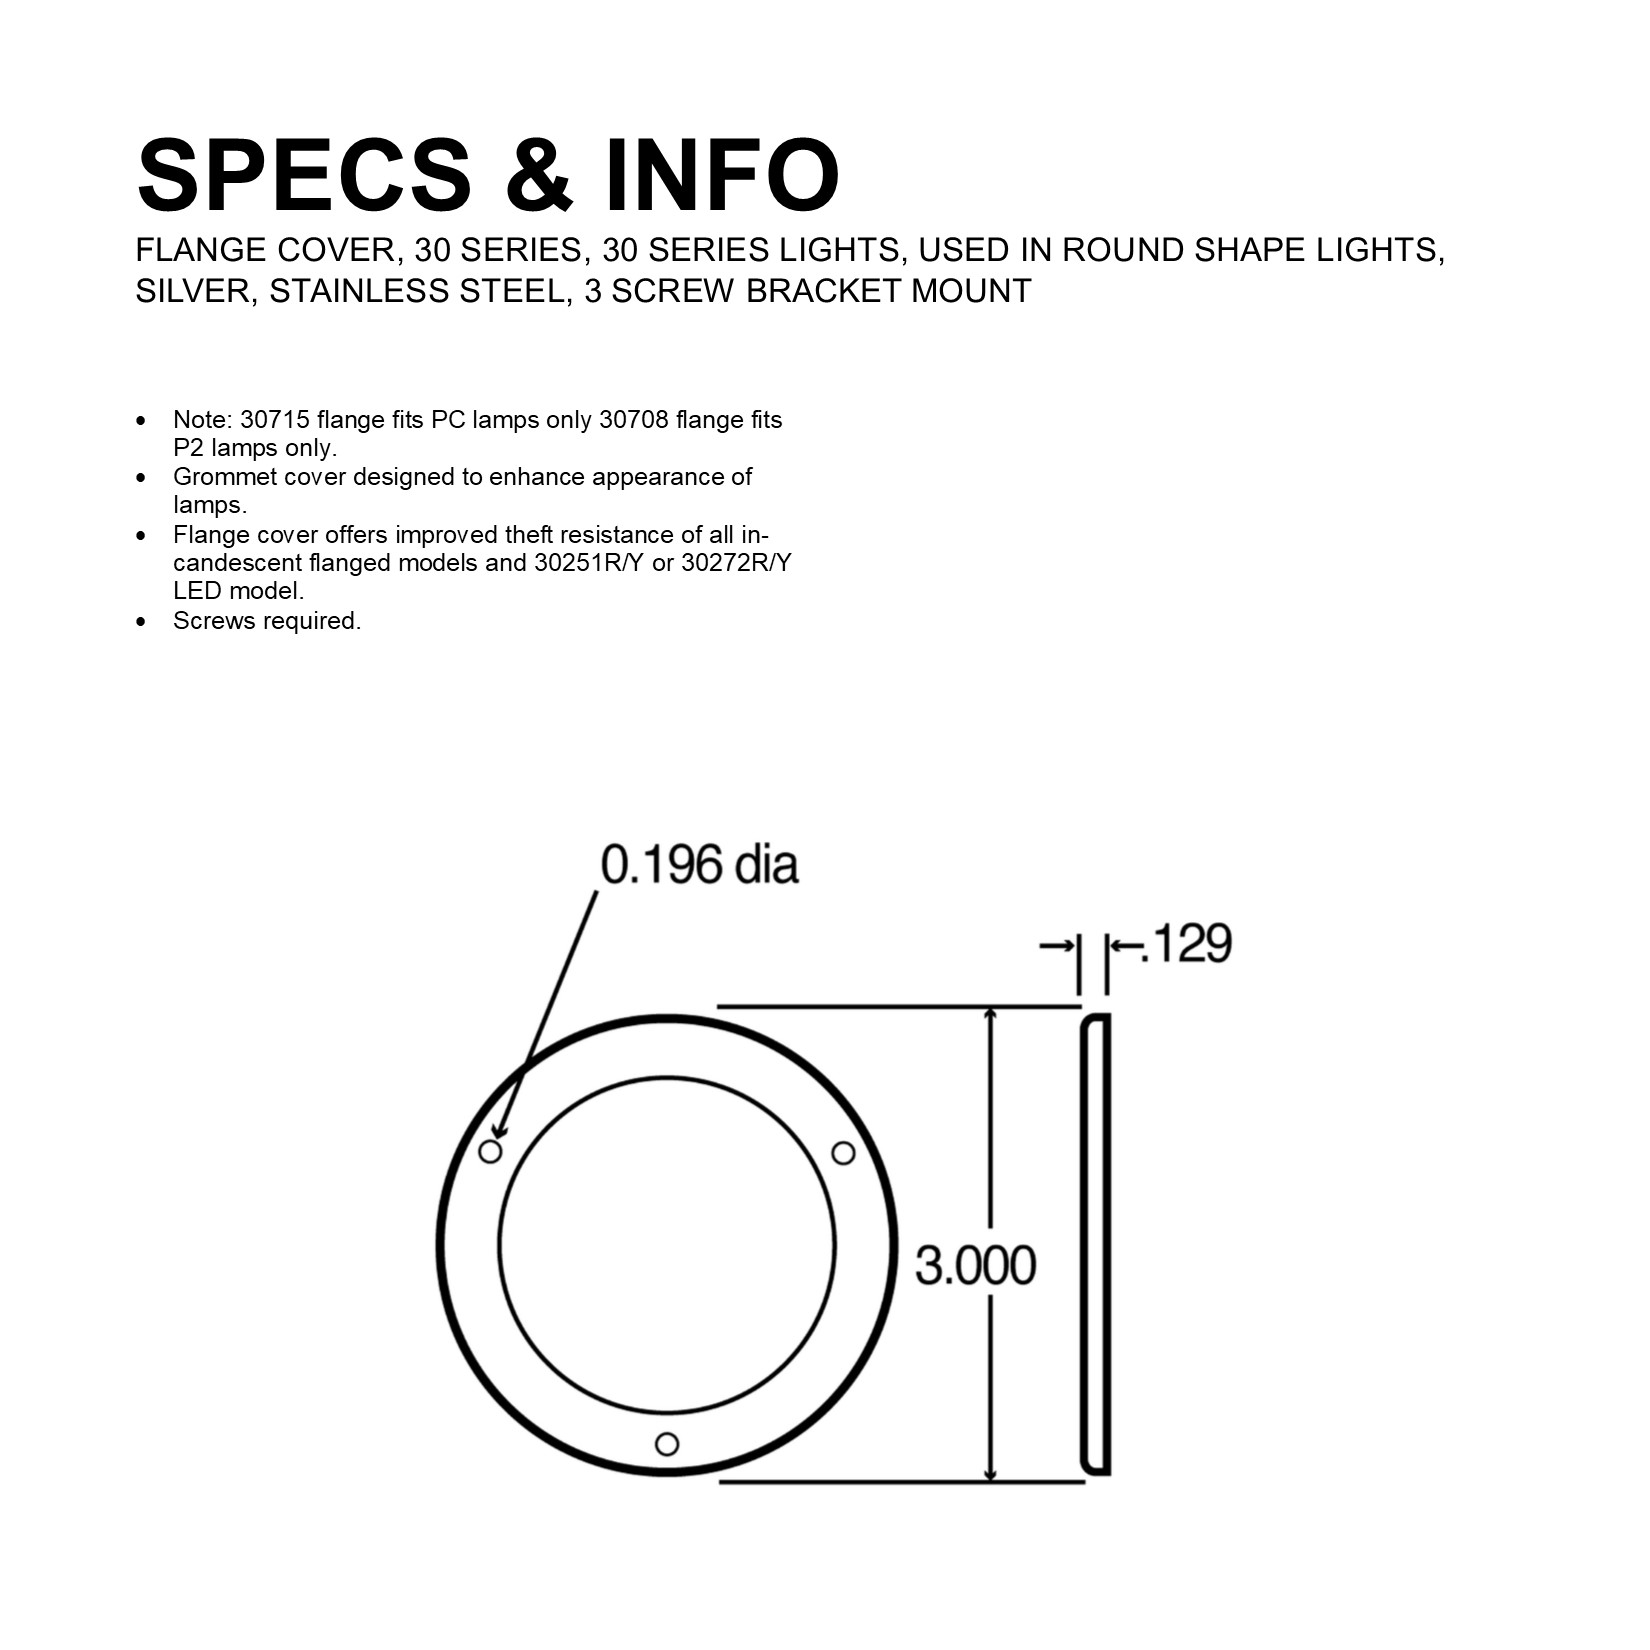 SPECS & INFO
FLANGE COVER, 30 SERIES, 30 SERIES LIGHTS, USED IN ROUND SHAPE LIGHTS,
SILVER, STAINLESS STEEL, 3 SCREW BRACKET MOUNT
• Note: 30715 flange fits PC lamps only 30708 flange fits
P2 lamps only.
• Grommet cover designed to enhance appearance of
lamps.
• Flange cover offers improved theft resistance of all in-
candescent flanged models and 30251R/Y or 30272R/Y
LED model.
• Screws required.
0.196 dia
.129
3.000